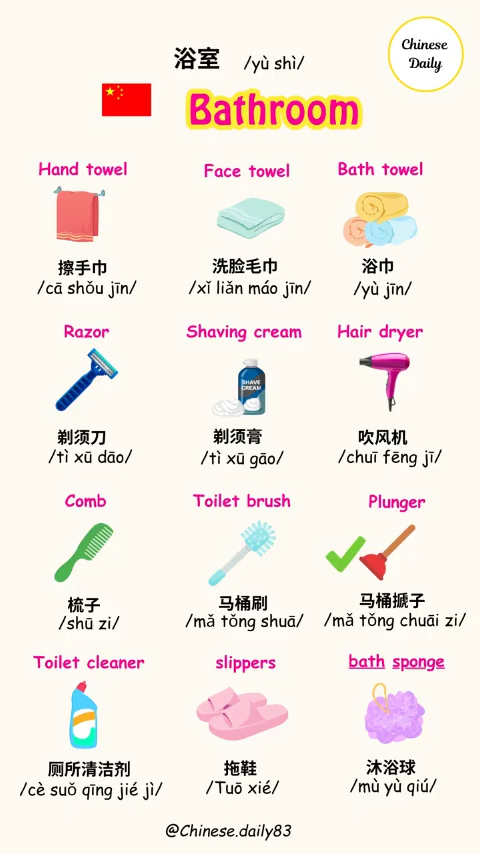 Chinese
Daily
浴室 /yù shì/
Bathroom
Hand towel
擦手巾
/cā shǒu jīn/
Face towel
洗脸毛巾
/xǐ liǎn máo jīn/
Bath towel
浴巾
/yù jīn/
Razor
剃须刀
/tì xū dāo/
Shaving cream
SHAVE
CREAM
剃须膏
/tì xū gāo/
Hair dryer
吹风机
/chuī fēng jī/
Comb
梳子
/shū zi/
Toilet brush
马桶刷
/mǎ tǒng shuā/
Plunger
马桶搋子
/mǎ tǒng chuāi zi/
Toilet cleaner
厕所清洁剂
/cè suǒ qīng jié jì/
slippers
拖鞋
/Tuō xié/
bath sponge
沐浴球
/mù yù qiú/
@Chinese.daily83